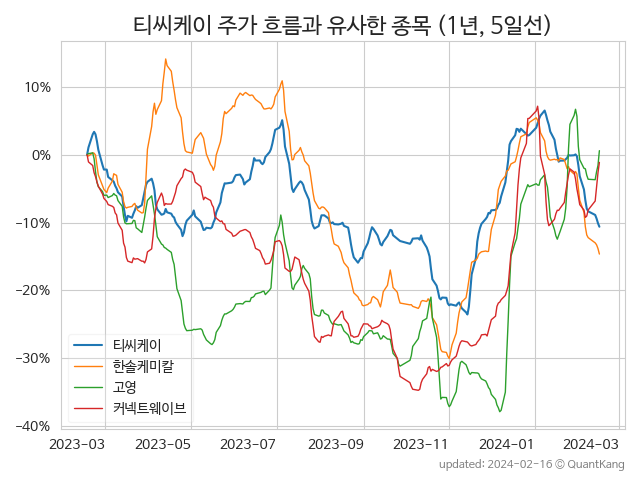 티씨케이 주가 흐름과 유사한 종목 (1년, 5일선)
10%
0%
−10%
−20%
−30%
−40%
티씨케이
한솔케미칼
고영
커넥트웨이브
2023-03
2023-05
2023-07
2023-09
2023-11
2024-01
2024-03
updated: 2024-02-16 © QuantKang